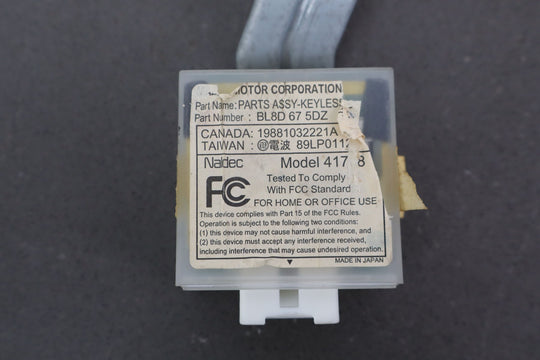 MOTOR CORPORATION
Part Name: PARTS ASSY-KEYLESS
Part Number : BL8D 67 5DZ
CANADA: 19881032221A
TAIWAN : 電波 89LP0112
Naldec Model 417 8
FC
Tested To Comply
With FCC Standard
FOR HOME OR OFFICE USE
This device complies with Part 15 of the FCC Rules.
Operation is subject to the following two conditions:
(1) this device may not cause harmful interference, and
(2) this device must accept any interference received,
including interference that may cause undesired operation.
MADE IN JAPAN